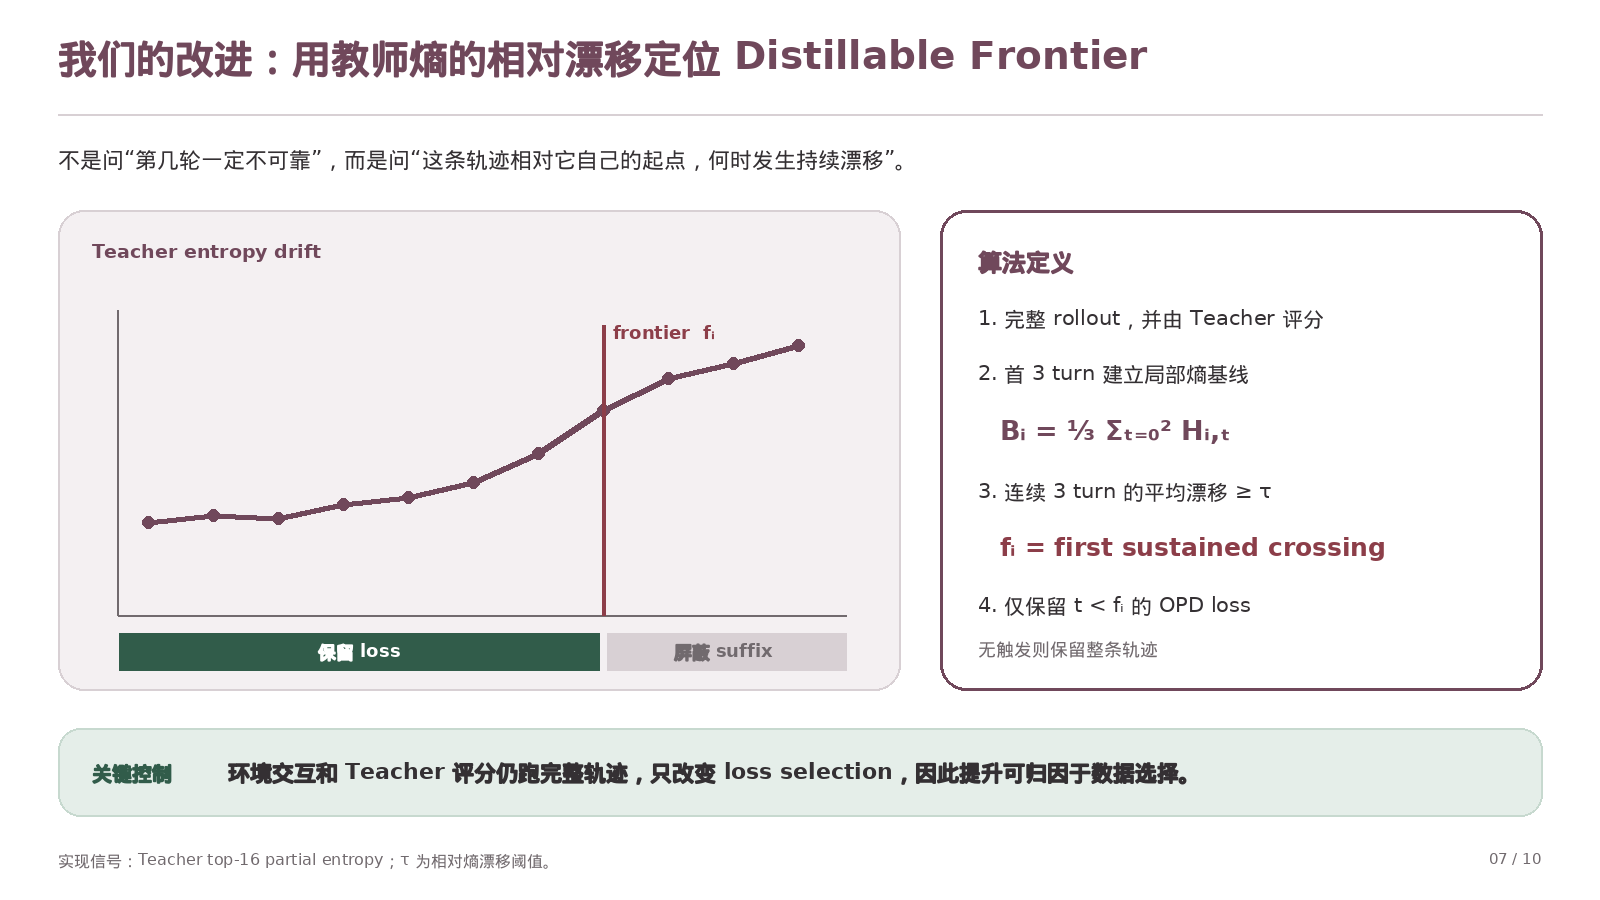 我们的改进：用教师熵的相对漂移定位 Distillable Frontier
不是问“第几轮一定不可靠”，而是问“这条轨迹相对它自己的起点，何时发生持续漂移”。
Teacher entropy drift
frontier fᵢ
保留 loss
屏蔽 suffix
算法定义
1. 完整 rollout，并由 Teacher 评分
2. 首 3 turn 建立局部熵基线
Bᵢ = ⅓ Σₜ₌₀² Hᵢ,ₜ
3. 连续 3 turn 的平均漂移 ≥ τ
fᵢ = first sustained crossing
4. 仅保留 t < fᵢ 的 OPD loss
无触发则保留整条轨迹
关键控制 环境交互和 Teacher 评分仍跑完整轨迹，只改变 loss selection，因此提升可归因于数据选择。
实现信号：Teacher top-16 partial entropy；τ 为相对熵漂移阈值。
07 / 10